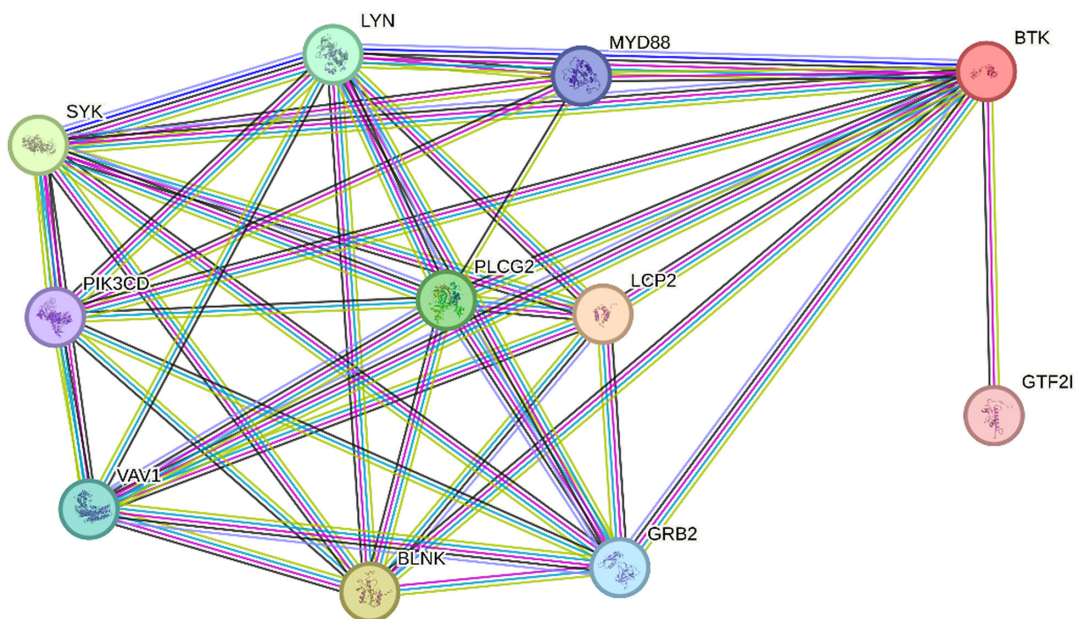 LYN
MYD88
BTK
SYK
PLCG2
LCP2
PIK3CD
GTF2I
VAV1
GRB2
BLNK